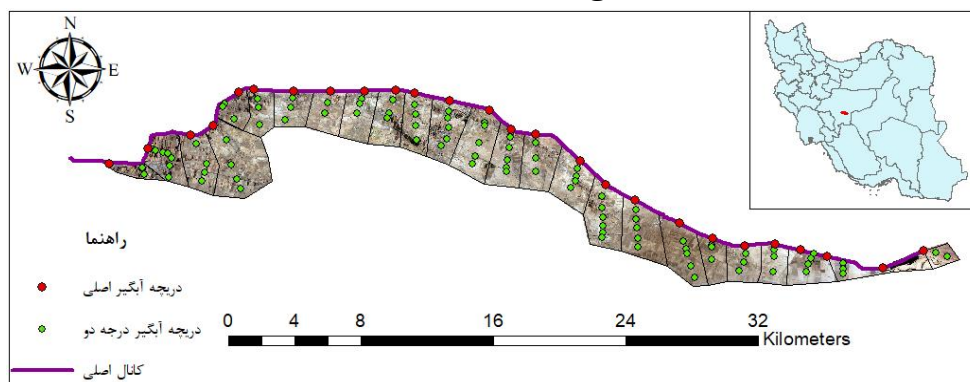 N
W E
S
راهنما
دریچه آبگیر اصلی
دریچه آبگیر درجه دو
کانال اصلی
0 4 8 16 24 32
Kilometers